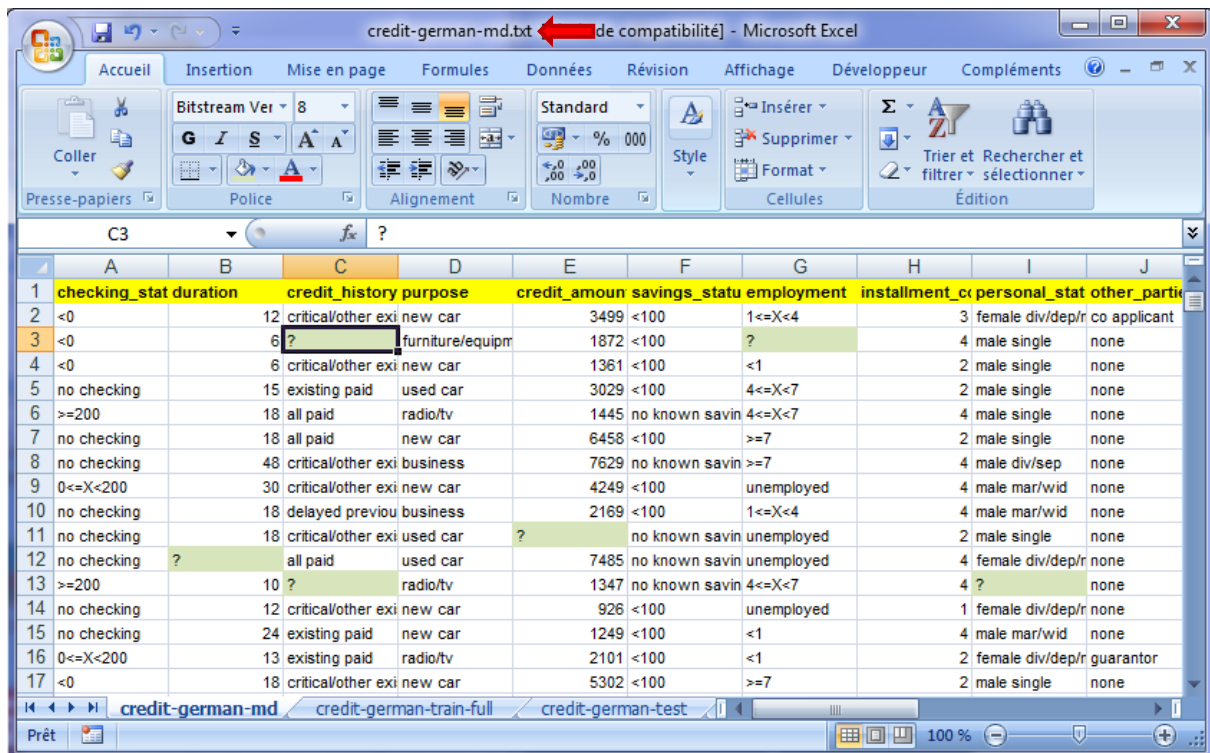 credit-german-md.txt de compatibilité] - Microsoft Excel
Accueil Insertion Mise en page Formules Données Révision Affichage Développeur Compléments
Coller
Bitstream Ver 8
G I S A A A
Standard
% 000
,0 ,00
,00 ,0
A
Style
Insérer
Supprimer
Format
Σ
A Z
Trier et filtrer
Rechercher et sélectionner
Presse-papiers Police Alignement Nombre Cellules Édition
C3 fx ?
A B C D E F G H I J
1 checking_stat duration credit_history purpose credit_amoun savings_statu employment installment_co personal_stat other_partie
2 <0 12 critical/other exi new car 3499 <100 1<=X<4 3 female div/dep/r co applicant
3 <0 6 ? furniture/equipm 1872 <100 ? 4 male single none
4 <0 6 critical/other exi new car 1361 <100 <1 2 male single none
5 no checking 15 existing paid used car 3029 <100 4<=X<7 2 male single none
6 >=200 18 all paid radio/tv 1445 no known savin 4<=X<7 4 male single none
7 no checking 18 all paid new car 6458 <100 >=7 2 male single none
8 no checking 48 critical/other exi business 7629 no known savin >=7 4 male div/sep none
9 0<=X<200 30 critical/other exi new car 4249 <100 unemployed 4 male mar/wid none
10 no checking 18 delayed previou business 2169 <100 1<=X<4 4 male mar/wid none
11 no checking 18 critical/other exi used car ? no known savin unemployed 2 male single none
12 no checking ? all paid used car 7485 no known savin unemployed 4 female div/dep/r none
13 >=200 10 ? radio/tv 1347 no known savin 4<=X<7 4 ? none
14 no checking 12 critical/other exi new car 926 <100 unemployed 1 female div/dep/r none
15 no checking 24 existing paid new car 1249 <100 <1 4 male mar/wid none
16 0<=X<200 13 existing paid radio/tv 2101 <100 <1 2 female div/dep/r guarantor
17 <0 18 critical/other exi new car 5302 <100 >=7 2 male single none
credit-german-md credit-german-train-full credit-german-test
Prêt 100 %